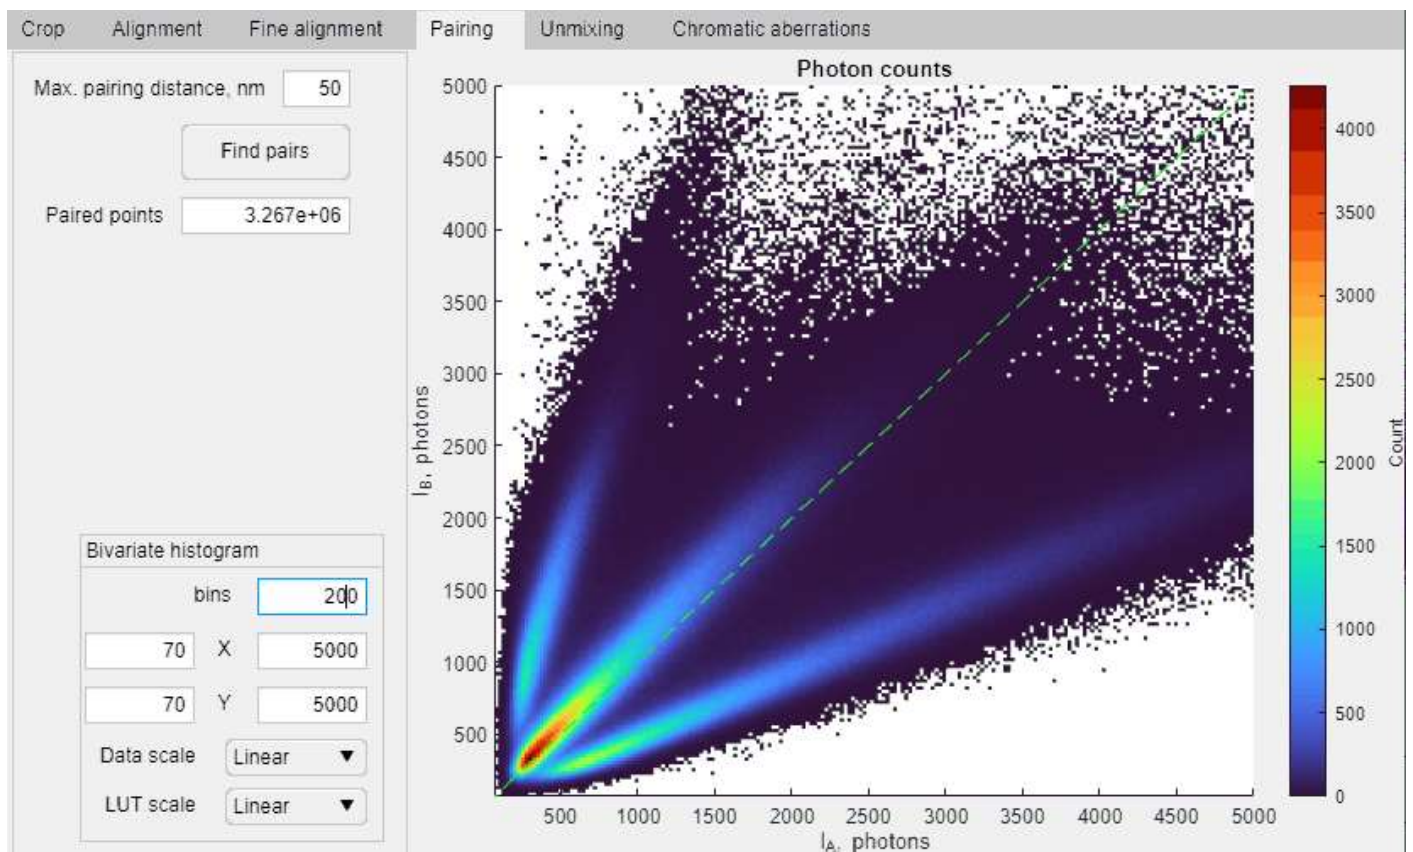 Crop Alignment Fine alignment Pairing Unmixing Chromatic aberrations
Max. pairing distance, nm 50
Find pairs
Paired points 3.267e+06
Bivariate histogram
bins 200
70 X 5000
70 Y 5000
Data scale Linear
LUT scale Linear
Photon counts
5000
4500
4000
3500
3000
2500
2000
1500
1000
500
I_B, photons
500 1000 1500 2000 2500 3000 3500 4000 4500 5000
I_A, photons
4000
3500
3000
2500
2000
1500
1000
500
0
Count